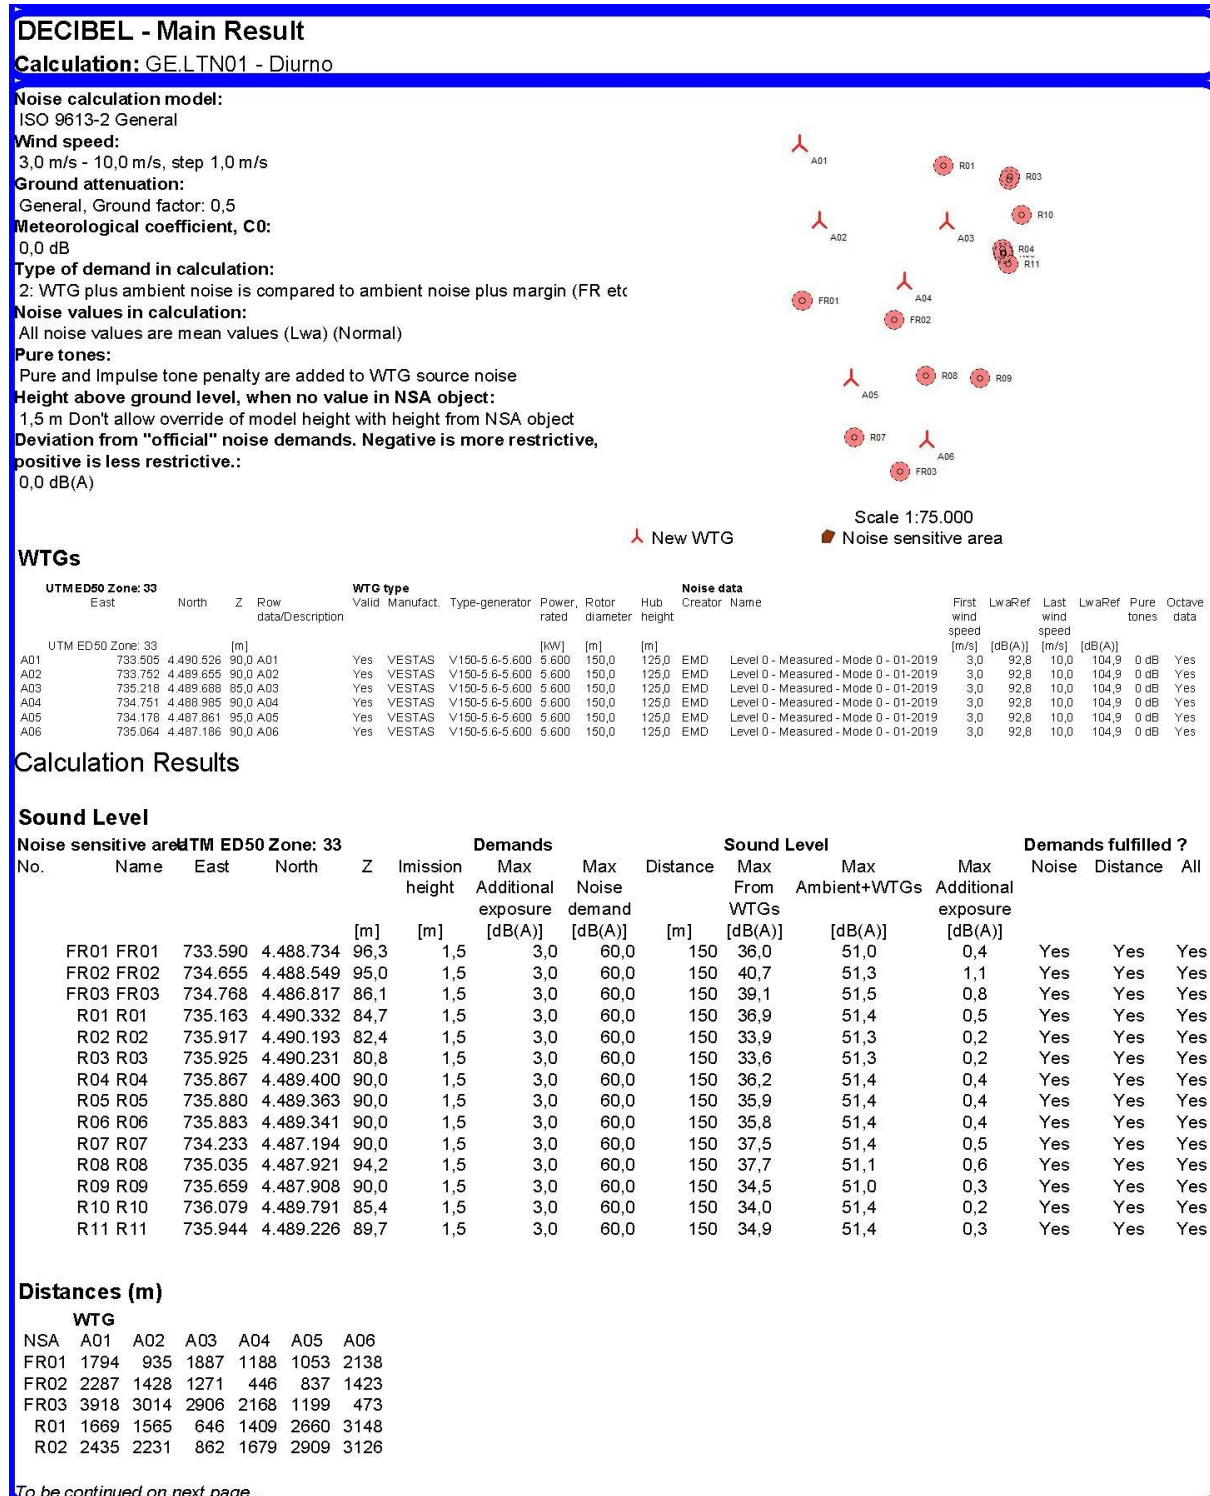 DECIBEL - Main Result
Calculation: GE.LTN01 - Diurno
Noise calculation model:
ISO 9613-2 General
Wind speed:
3,0 m/s - 10,0 m/s, step 1,0 m/s
Ground attenuation:
General, Ground factor: 0,5
Meteorological coefficient, C0:
0,0 dB
Type of demand in calculation:
2: WTG plus ambient noise is compared to ambient noise plus margin (FR etc
Noise values in calculation:
All noise values are mean values (Lwa) (Normal)
Pure tones:
Pure and Impulse tone penalty are added to WTG source noise
Height above ground level, when no value in NSA object:
1,5 m Don't allow override of model height with height from NSA object
Deviation from "official" noise demands. Negative is more restrictive,
positive is less restrictive.:
0,0 dB(A)
A01
R01
R03
R10
A02
A03
R04
R11
A04
FR01
FR02
R08
R09
A05
R07
A06
FR03
Scale 1:75.000
New WTG
Noise sensitive area
WTGs
UTM ED50 Zone: 33 WTG type Noise data
East North Z Row Valid Manufact. Type-generator Power, Rotor Hub Creator Name First LwaRef Last LwaRef Pure Octave
data/Description rated diameter height wind wind tones data
speed speed
UTM ED50 Zone: 33 [m] [kW] [m] [m] [m/s] [dB(A)] [m/s] [dB(A)]
A01 733.505 4.490.526 90,0 A01 Yes VESTAS V150-5.6-5.600 5.600 150,0 125,0 EMD Level 0 - Measured - Mode 0 - 01-2019 3,0 92,8 10,0 104,9 0 dB Yes
A02 733.752 4.489.655 90,0 A02 Yes VESTAS V150-5.6-5.600 5.600 150,0 125,0 EMD Level 0 - Measured - Mode 0 - 01-2019 3,0 92,8 10,0 104,9 0 dB Yes
A03 735.218 4.489.688 85,0 A03 Yes VESTAS V150-5.6-5.600 5.600 150,0 125,0 EMD Level 0 - Measured - Mode 0 - 01-2019 3,0 92,8 10,0 104,9 0 dB Yes
A04 734.751 4.488.985 90,0 A04 Yes VESTAS V150-5.6-5.600 5.600 150,0 125,0 EMD Level 0 - Measured - Mode 0 - 01-2019 3,0 92,8 10,0 104,9 0 dB Yes
A05 734.178 4.487.861 95,0 A05 Yes VESTAS V150-5.6-5.600 5.600 150,0 125,0 EMD Level 0 - Measured - Mode 0 - 01-2019 3,0 92,8 10,0 104,9 0 dB Yes
A06 735.064 4.487.186 90,0 A06 Yes VESTAS V150-5.6-5.600 5.600 150,0 125,0 EMD Level 0 - Measured - Mode 0 - 01-2019 3,0 92,8 10,0 104,9 0 dB Yes
Calculation Results
Sound Level
Noise sensitive area UTM ED50 Zone: 33 Demands Sound Level Demands fulfilled ?
No. Name East North Z Imission Max Max Distance Max Max Max Noise Distance All
height Additional Noise From Ambient+WTGs Additional
exposure demand WTGs exposure
[m] [m] [dB(A)] [dB(A)] [m] [dB(A)] [dB(A)] [dB(A)]
FR01 FR01 733.590 4.488.734 96,3 1,5 3,0 60,0 150 36,0 51,0 0,4 Yes Yes Yes
FR02 FR02 734.655 4.488.549 95,0 1,5 3,0 60,0 150 40,7 51,3 1,1 Yes Yes Yes
FR03 FR03 734.768 4.486.817 86,1 1,5 3,0 60,0 150 39,1 51,5 0,8 Yes Yes Yes
R01 R01 735.163 4.490.332 84,7 1,5 3,0 60,0 150 36,9 51,4 0,5 Yes Yes Yes
R02 R02 735.917 4.490.193 82,4 1,5 3,0 60,0 150 33,9 51,3 0,2 Yes Yes Yes
R03 R03 735.925 4.490.231 80,8 1,5 3,0 60,0 150 33,6 51,3 0,2 Yes Yes Yes
R04 R04 735.867 4.489.400 90,0 1,5 3,0 60,0 150 36,2 51,4 0,4 Yes Yes Yes
R05 R05 735.880 4.489.363 90,0 1,5 3,0 60,0 150 35,9 51,4 0,4 Yes Yes Yes
R06 R06 735.883 4.489.341 90,0 1,5 3,0 60,0 150 35,8 51,4 0,4 Yes Yes Yes
R07 R07 734.233 4.487.194 90,0 1,5 3,0 60,0 150 37,5 51,4 0,5 Yes Yes Yes
R08 R08 735.035 4.487.921 94,2 1,5 3,0 60,0 150 37,7 51,1 0,6 Yes Yes Yes
R09 R09 735.659 4.487.908 90,0 1,5 3,0 60,0 150 34,5 51,0 0,3 Yes Yes Yes
R10 R10 736.079 4.489.791 85,4 1,5 3,0 60,0 150 34,0 51,4 0,2 Yes Yes Yes
R11 R11 735.944 4.489.226 89,7 1,5 3,0 60,0 150 34,9 51,4 0,3 Yes Yes Yes
Distances (m)
WTG
NSA A01 A02 A03 A04 A05 A06
FR01 1794 935 1887 1188 1053 2138
FR02 2287 1428 1271 446 837 1423
FR03 3918 3014 2906 2168 1199 473
R01 1669 1565 646 1409 2660 3148
R02 2435 2231 862 1679 2909 3126
To be continued on next page